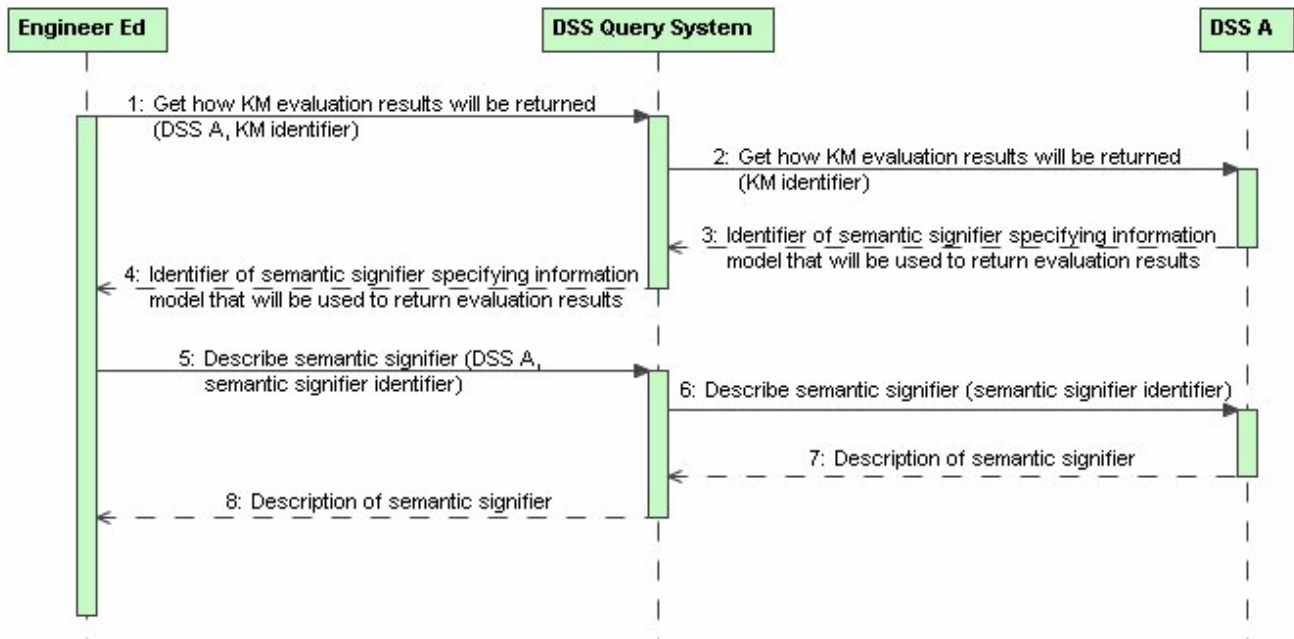 Engineer Ed
DSS Query System
DSS A
1: Get how KM evaluation results will be returned
(DSS A, KM identifier)
2: Get how KM evaluation results will be returned
(KM identifier)
3: Identifier of semantic signifier specifying information
model that will be used to return evaluation results
4: Identifier of semantic signifier specifying information
model that will be used to return evaluation results
5: Describe semantic signifier (DSS A,
semantic signifier identifier)
6: Describe semantic signifier (semantic signifier identifier)
7: Description of semantic signifier
8: Description of semantic signifier